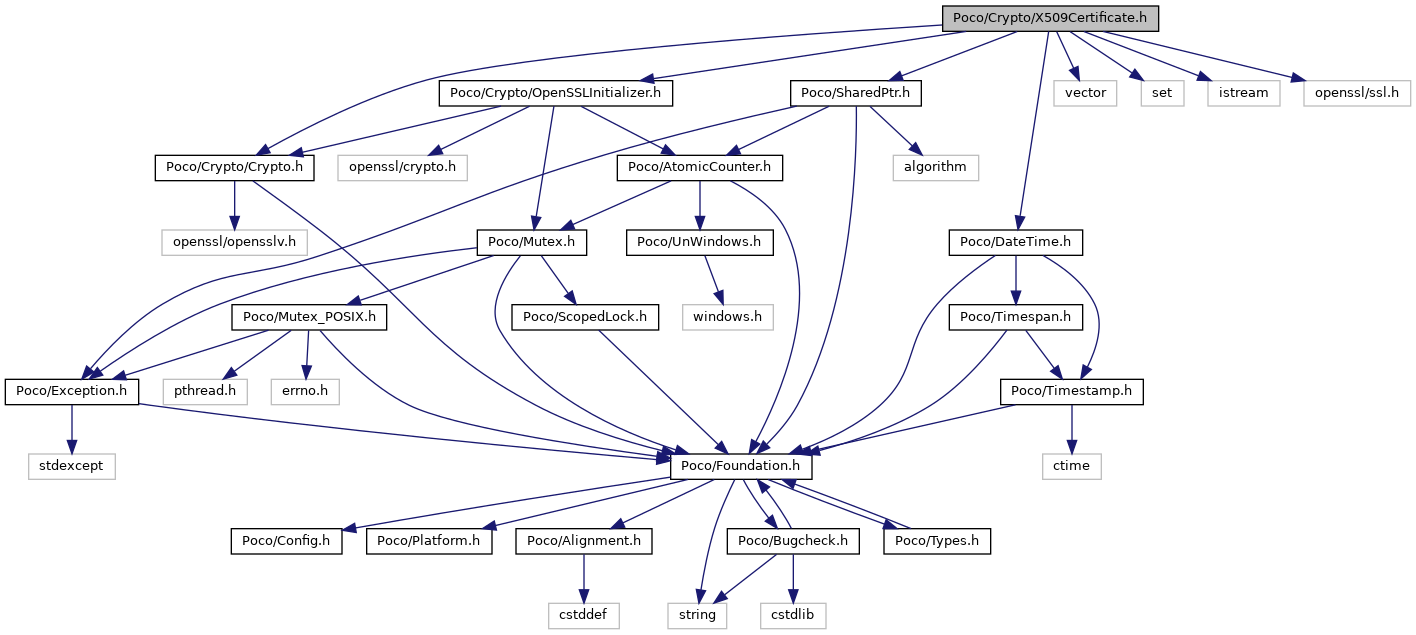 Poco/Crypto/X509Certificate.h
Poco/Crypto/OpenSSLInitializer.h
Poco/SharedPtr.h
vector
set
istream
openssl/ssl.h
Poco/Crypto/Crypto.h
openssl/crypto.h
Poco/AtomicCounter.h
algorithm
openssl/opensslv.h
Poco/Mutex.h
Poco/UnWindows.h
Poco/DateTime.h
Poco/Mutex_POSIX.h
Poco/ScopedLock.h
windows.h
Poco/Timespan.h
Poco/Exception.h
pthread.h
errno.h
Poco/Timestamp.h
stdexcept
Poco/Foundation.h
ctime
Poco/Config.h
Poco/Platform.h
Poco/Alignment.h
Poco/Bugcheck.h
Poco/Types.h
cstddef
string
cstdlib